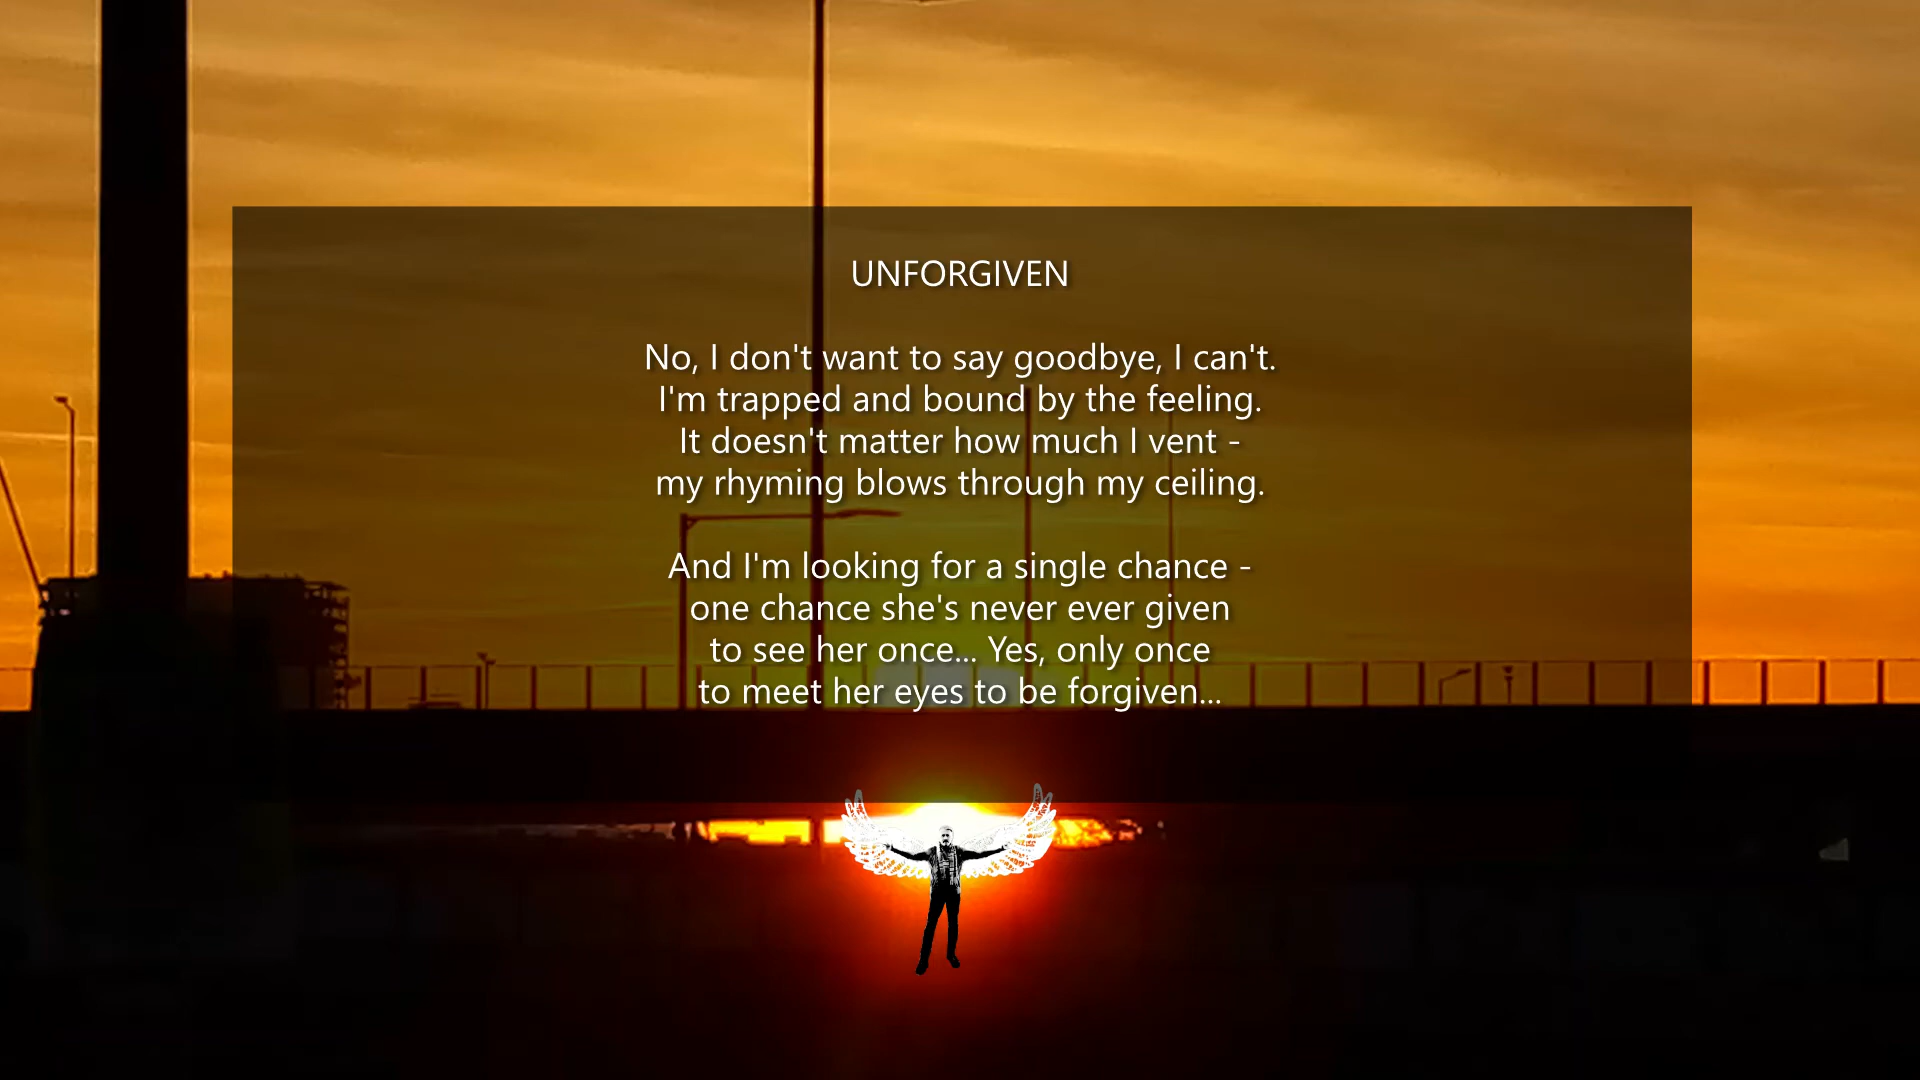 UNFORGIVEN
No, I don't want to say goodbye, I can't.
I'm trapped and bound by the feeling.
It doesn't matter how much I vent -
my rhyming blows through my ceiling.
And I'm looking for a single chance -
one chance she's never ever given
to see her once... Yes, only once
to meet her eyes to be forgiven...